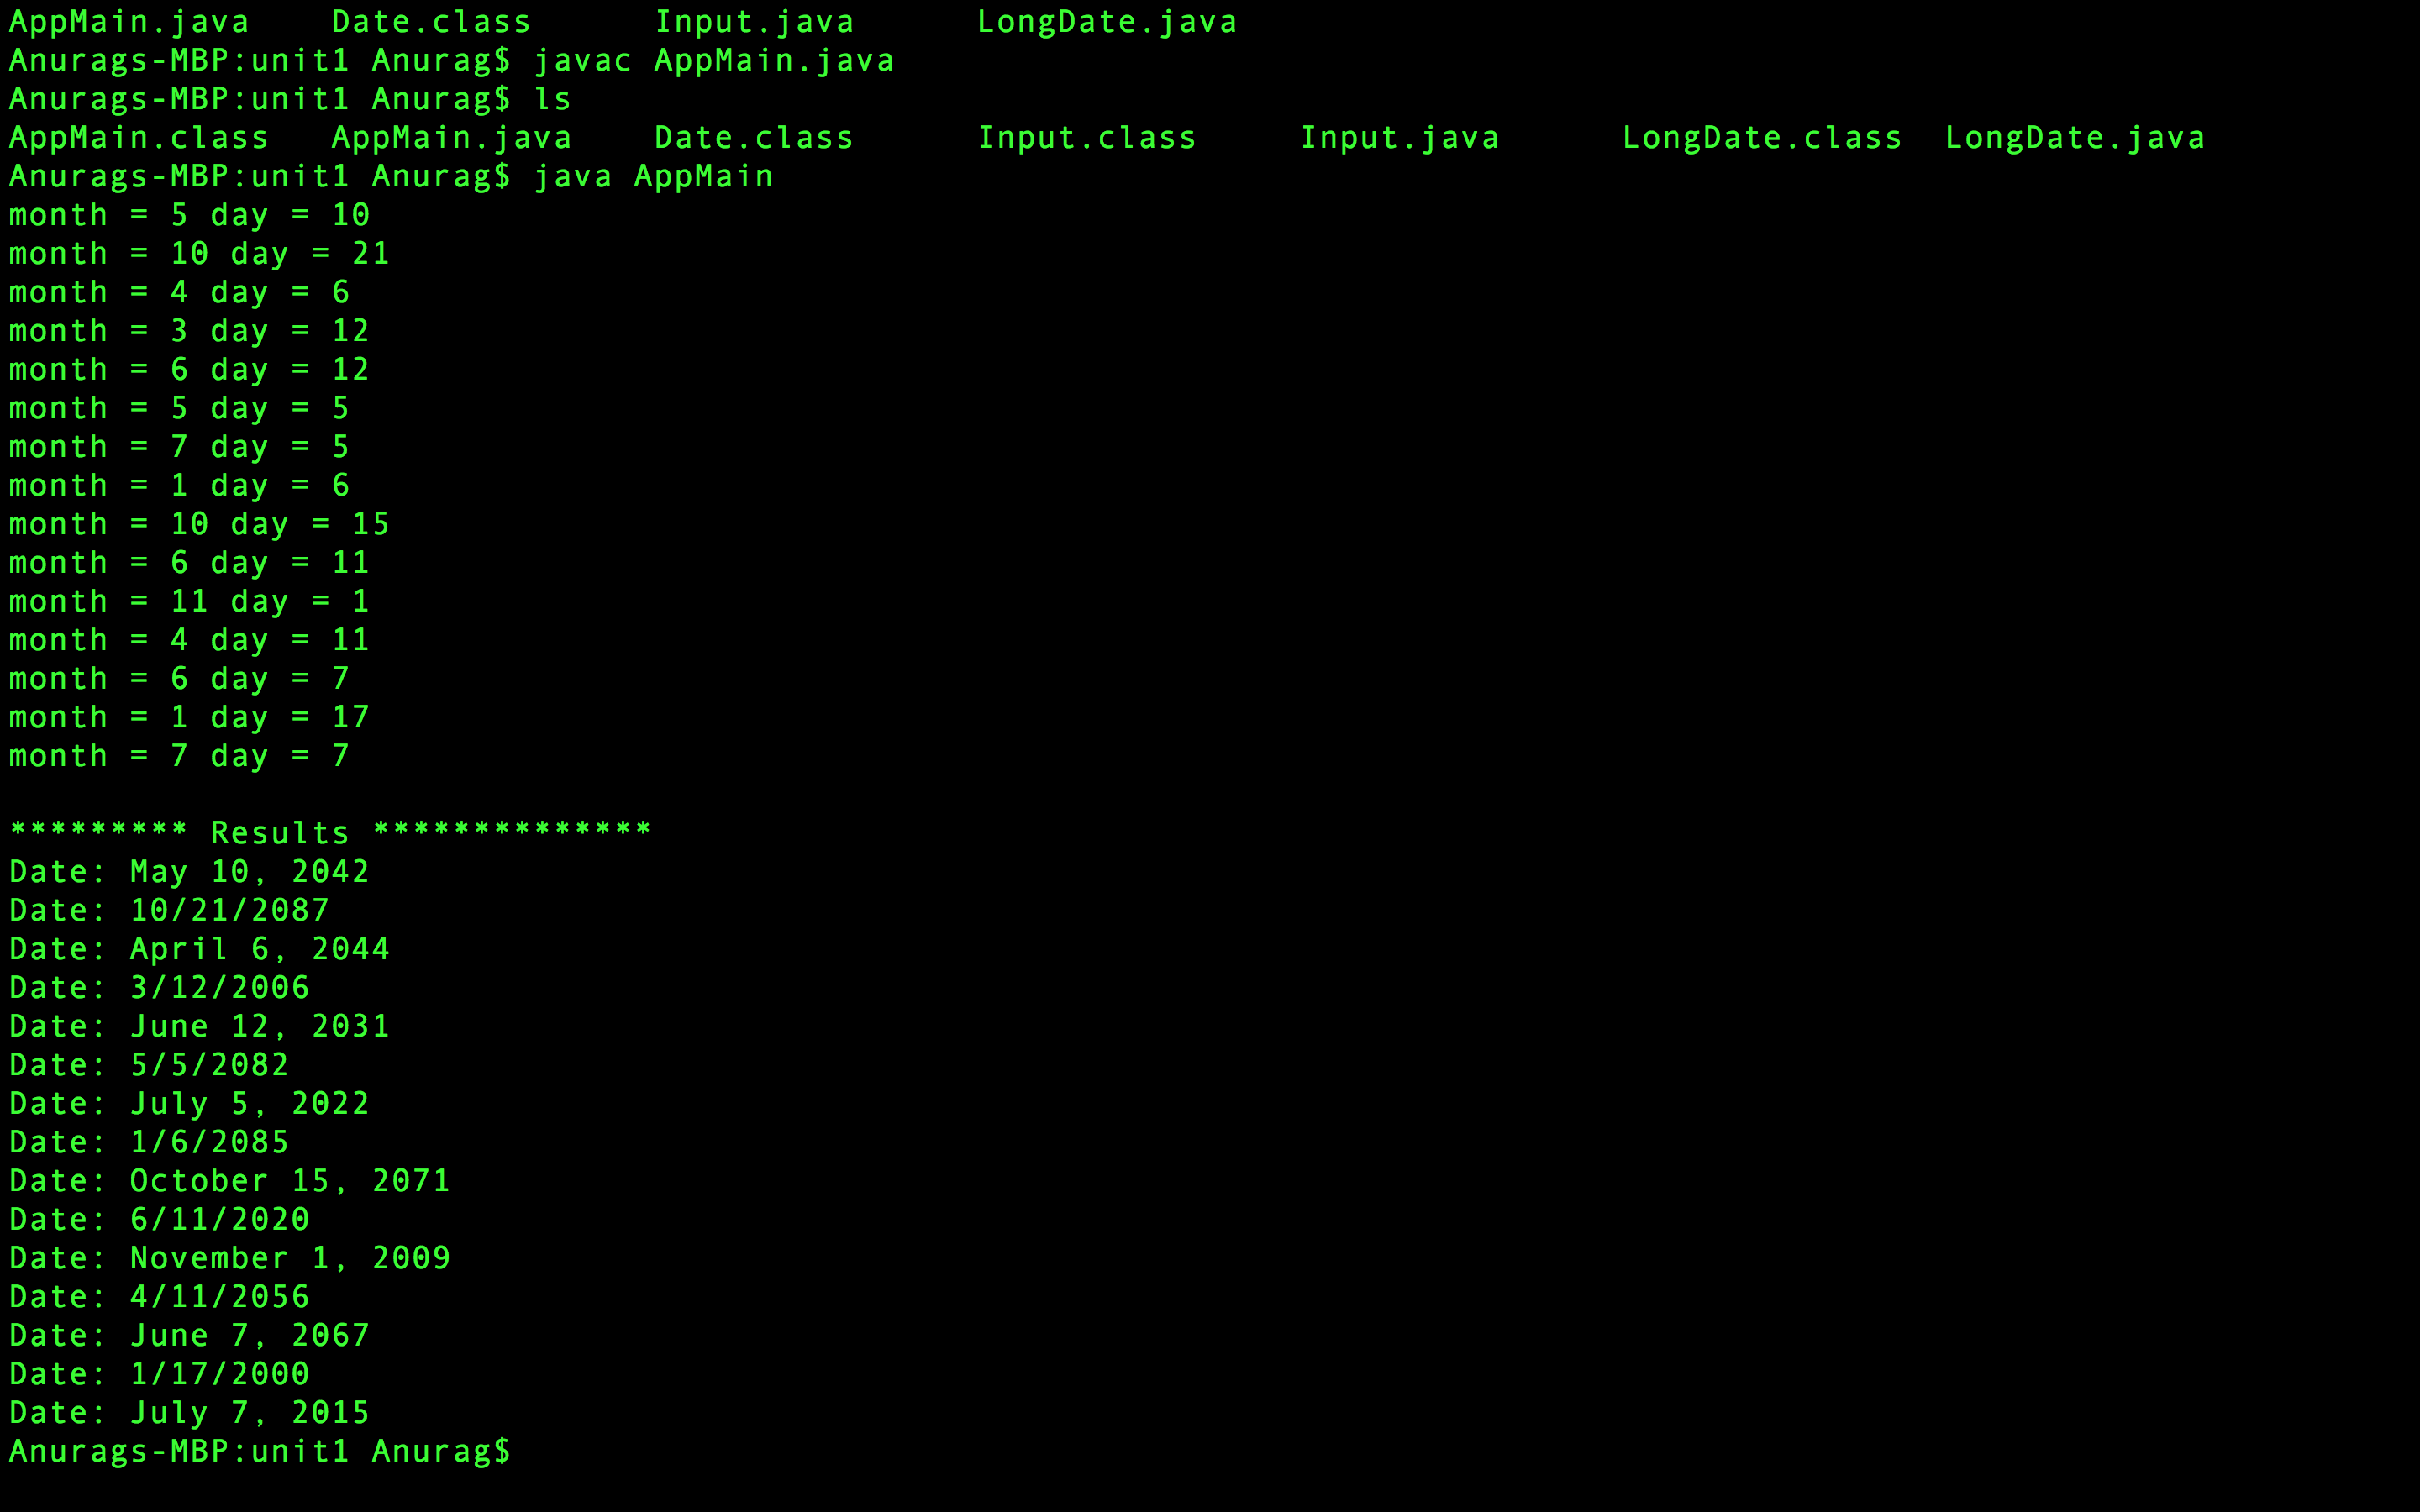 AppMain.java    Date.class      Input.java      LongDate.java
Anurags-MBP:unit1 Anurag$ javac AppMain.java
Anurags-MBP:unit1 Anurag$ ls
AppMain.class   AppMain.java    Date.class      Input.class     Input.java      LongDate.class  LongDate.java
Anurags-MBP:unit1 Anurag$ java AppMain
month = 5 day = 10
month = 10 day = 21
month = 4 day = 6
month = 3 day = 12
month = 6 day = 12
month = 5 day = 5
month = 7 day = 5
month = 1 day = 6
month = 10 day = 15
month = 6 day = 11
month = 11 day = 1
month = 4 day = 11
month = 6 day = 7
month = 1 day = 17
month = 7 day = 7

********* Results **************
Date: May 10, 2042
Date: 10/21/2087
Date: April 6, 2044
Date: 3/12/2006
Date: June 12, 2031
Date: 5/5/2082
Date: July 5, 2022
Date: 1/6/2085
Date: October 15, 2071
Date: 6/11/2020
Date: November 1, 2009
Date: 4/11/2056
Date: June 7, 2067
Date: 1/17/2000
Date: July 7, 2015
Anurags-MBP:unit1 Anurag$